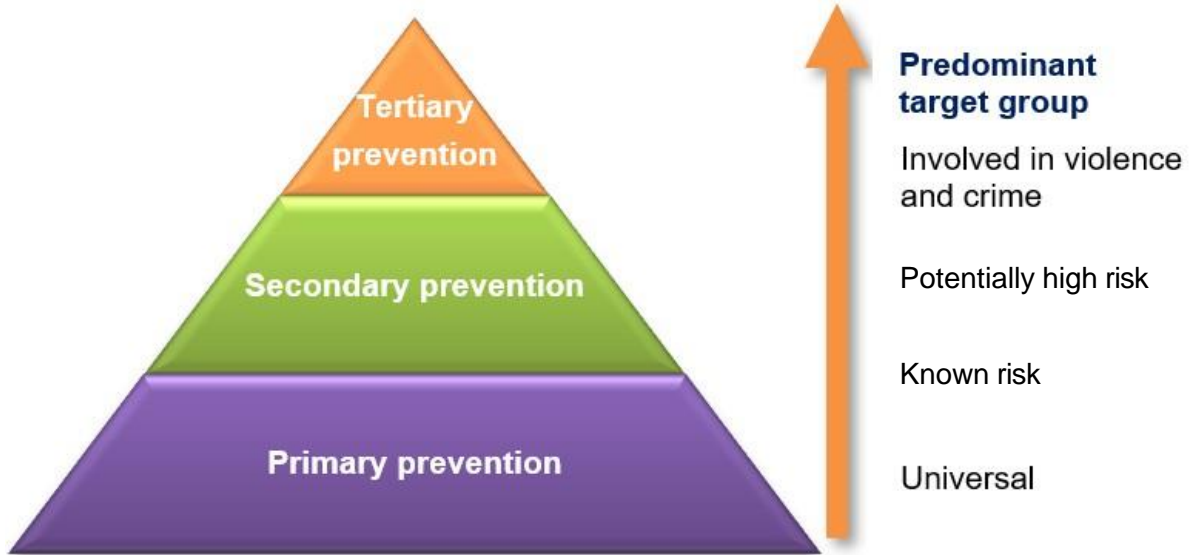 Tertiary
prevention
Secondary prevention
Primary prevention
Predominant
target group
Involved in violence
and crime
Potentially high risk
Known risk
Universal